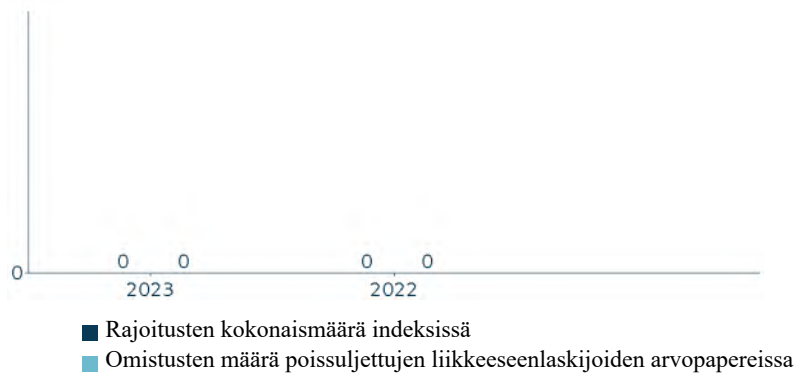 0 0 0 0
0
2023 2022
Rajoitusten kokonaismäärä indeksissä
Omistusten määrä poissuljettujen liikkeeseenlaskijoiden arvopapereissa